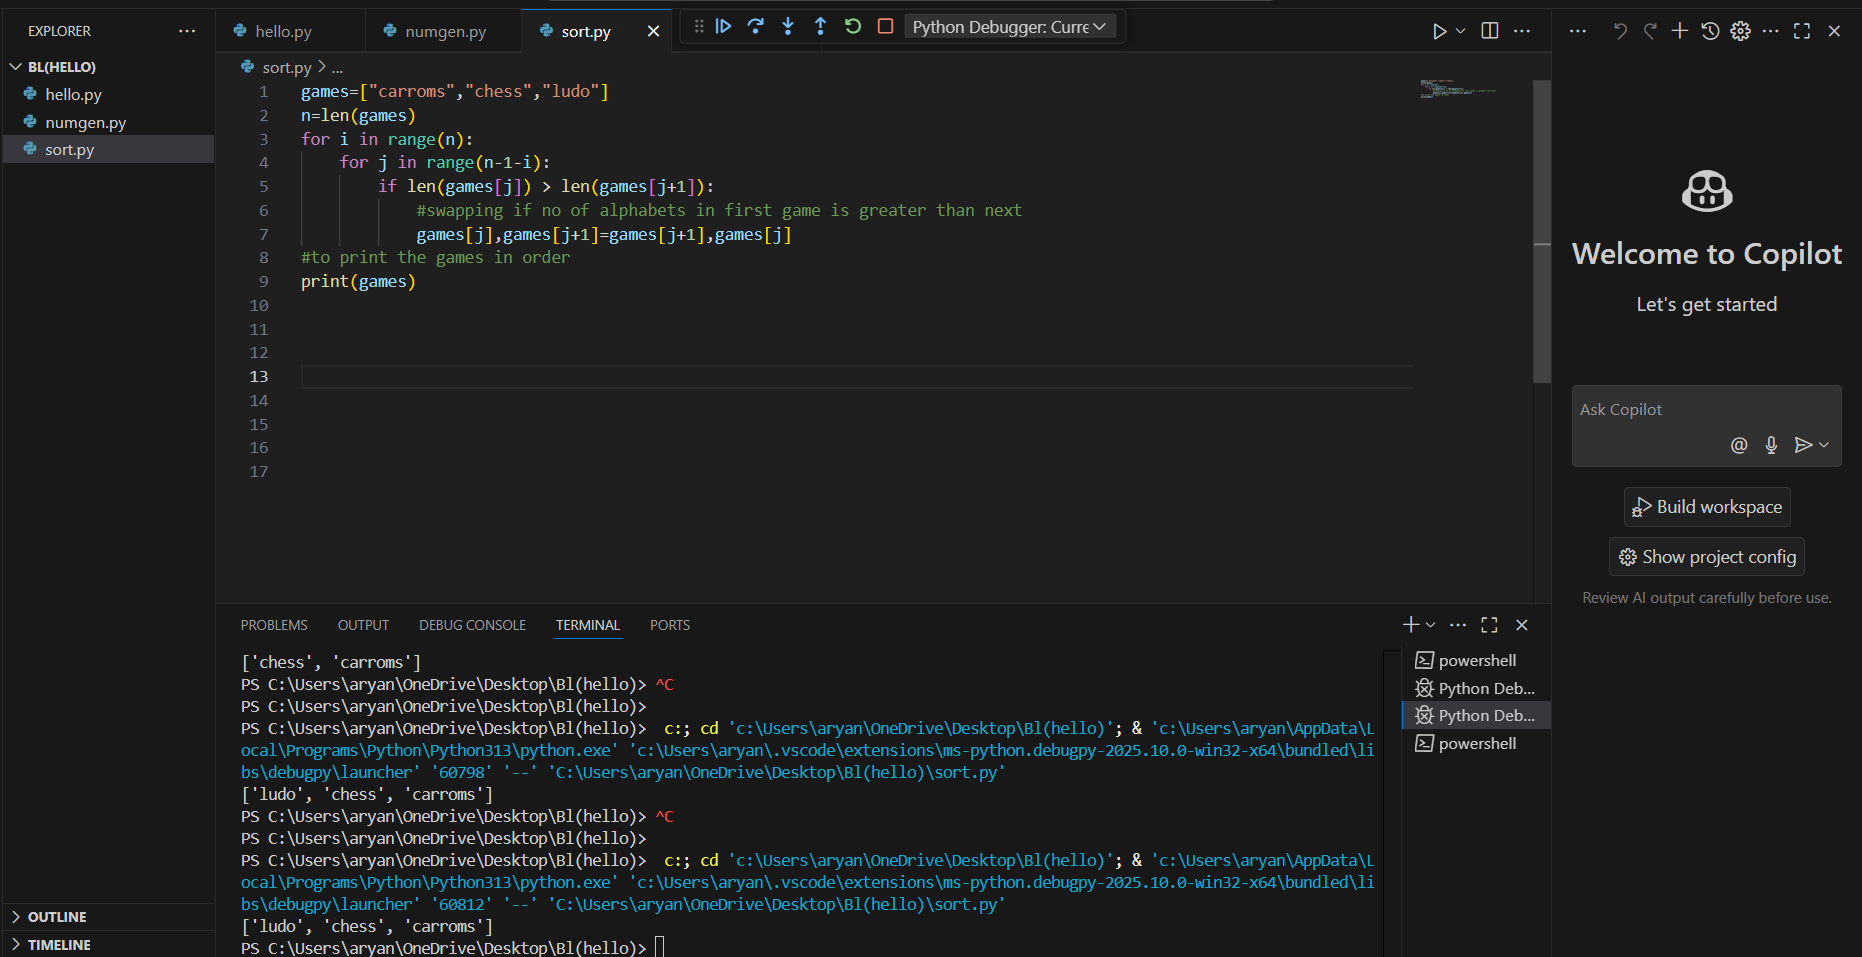 EXPLORER
BL(HELLO)
hello.py
numgen.py
sort.py
OUTLINE
TIMELINE
hello.py
numgen.py
sort.py
Python Debugger: Curre
sort.py > ...
1 games=["carroms","chess","ludo"]
2 n=len(games)
3 for i in range(n):
4     for j in range(n-1-i):
5         if len(games[j]) > len(games[j+1]):
6             #swapping if no of alphabets in first game is greater than next
7             games[j],games[j+1]=games[j+1],games[j]
8 #to print the games in order
9 print(games)
10
11
12
13
14
15
16
17
PROBLEMS OUTPUT DEBUG CONSOLE TERMINAL PORTS
['chess', 'carroms']
PS C:\Users\aryan\OneDrive\Desktop\Bl(hello)> ^C
PS C:\Users\aryan\OneDrive\Desktop\Bl(hello)>
PS C:\Users\aryan\OneDrive\Desktop\Bl(hello)>  c:; cd 'c:\Users\aryan\OneDrive\Desktop\Bl(hello)'; & 'c:\Users\aryan\AppData\L
ocal\Programs\Python\Python313\python.exe' 'c:\Users\aryan\.vscode\extensions\ms-python.debugpy-2025.10.0-win32-x64\bundled\li
bs\debugpy\launcher' '60798' '--' 'C:\Users\aryan\OneDrive\Desktop\Bl(hello)\sort.py'
['ludo', 'chess', 'carroms']
PS C:\Users\aryan\OneDrive\Desktop\Bl(hello)> ^C
PS C:\Users\aryan\OneDrive\Desktop\Bl(hello)>
PS C:\Users\aryan\OneDrive\Desktop\Bl(hello)>  c:; cd 'c:\Users\aryan\OneDrive\Desktop\Bl(hello)'; & 'c:\Users\aryan\AppData\L
ocal\Programs\Python\Python313\python.exe' 'c:\Users\aryan\.vscode\extensions\ms-python.debugpy-2025.10.0-win32-x64\bundled\li
bs\debugpy\launcher' '60812' '--' 'C:\Users\aryan\OneDrive\Desktop\Bl(hello)\sort.py'
['ludo', 'chess', 'carroms']
PS C:\Users\aryan\OneDrive\Desktop\Bl(hello)>
powershell
Python Deb...
Python Deb...
powershell
Welcome to Copilot
Let's get started
Ask Copilot
@
Build workspace
Show project config
Review AI output carefully before use.